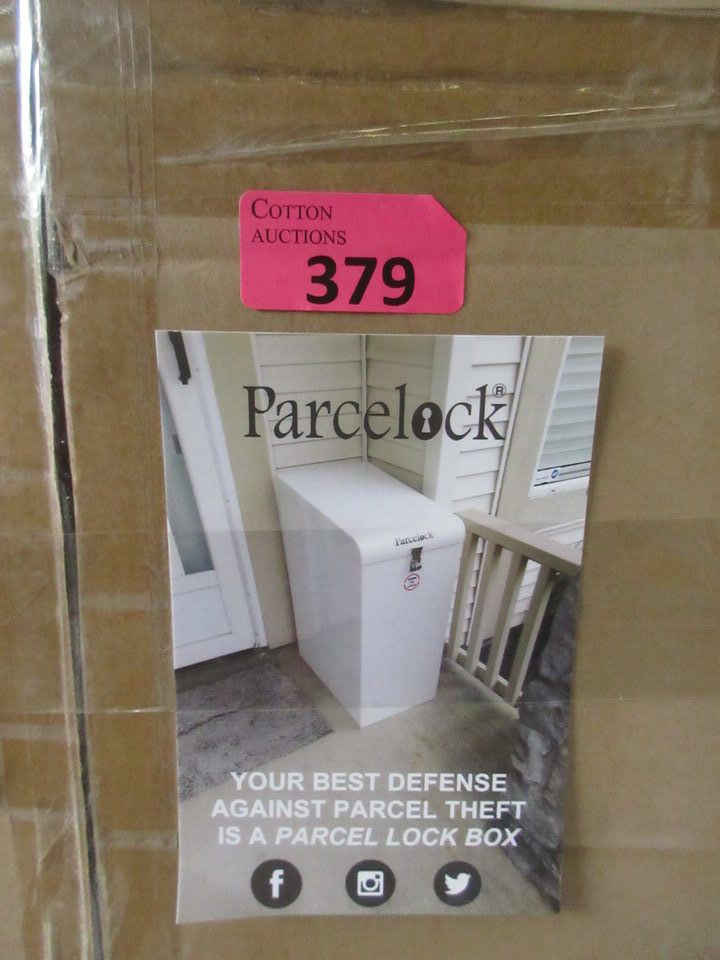 COTTON
AUCTIONS
379
Parcelock®
Parcelock
YOUR BEST DEFENSE
AGAINST PARCEL THEFT
IS A PARCEL LOCK BOX